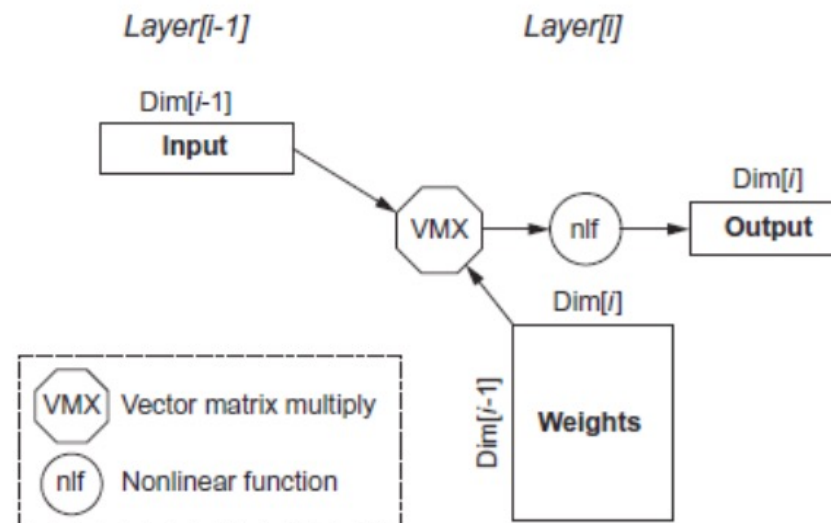 Layer[i-1]
Layer[i]
Dim[i-1]
Input
VMX
nlf
Dim[i]
Output
Dim[i]
Dim[i-1]
Weights
VMX Vector matrix multiply
nlf Nonlinear function